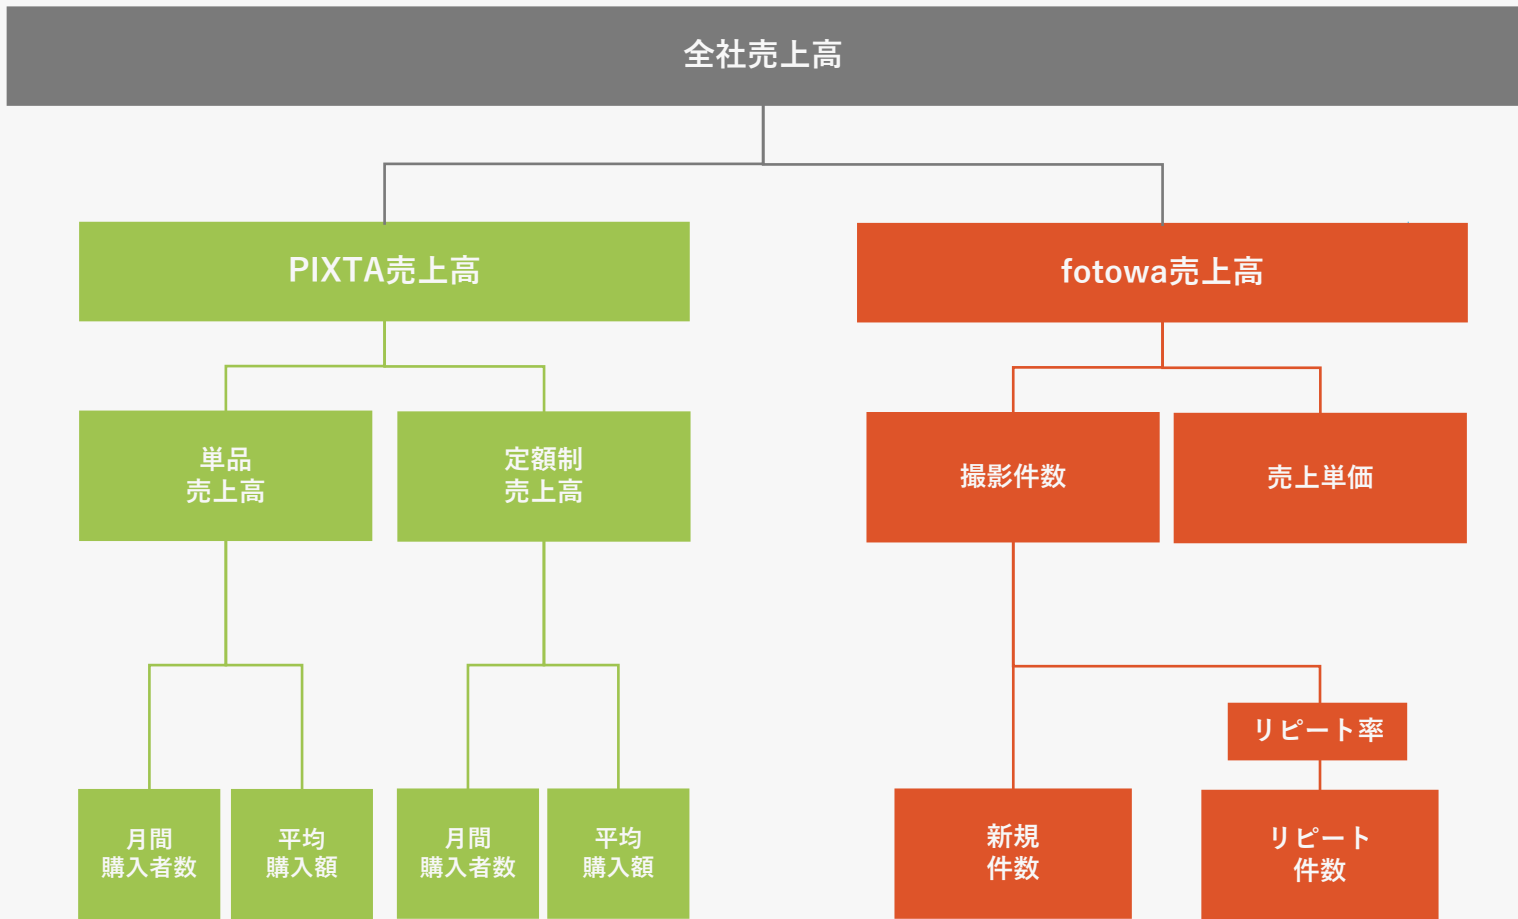 全社売上高
PIXTA売上高
fotowa売上高
単品
売上高
定額制
売上高
撮影件数
売上単価
リピート率
月間
購入者数
平均
購入額
月間
購入者数
平均
購入額
新規
件数
リピート
件数